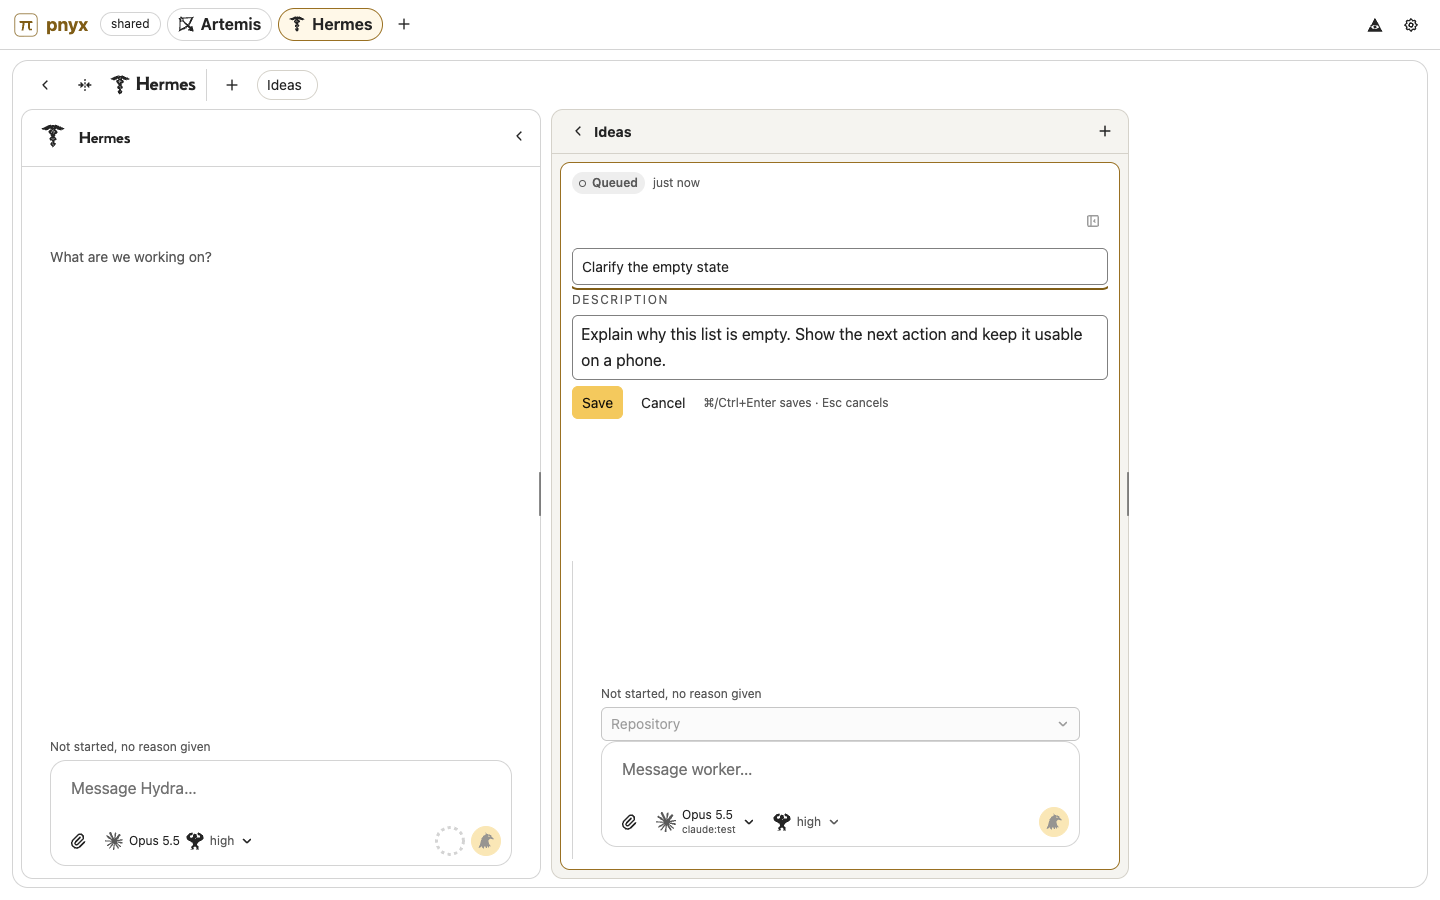 π pnyx shared Artemis Hermes
Hermes Ideas
Hermes
What are we working on?
Not started, no reason given
Message Hydra...
Opus 5.5 high
Ideas
Queued just now
Clarify the empty state
DESCRIPTION
Explain why this list is empty. Show the next action and keep it usable
on a phone.
Save Cancel ⌘/Ctrl+Enter saves · Esc cancels
Not started, no reason given
Repository
Message worker...
Opus 5.5
claude:test
high